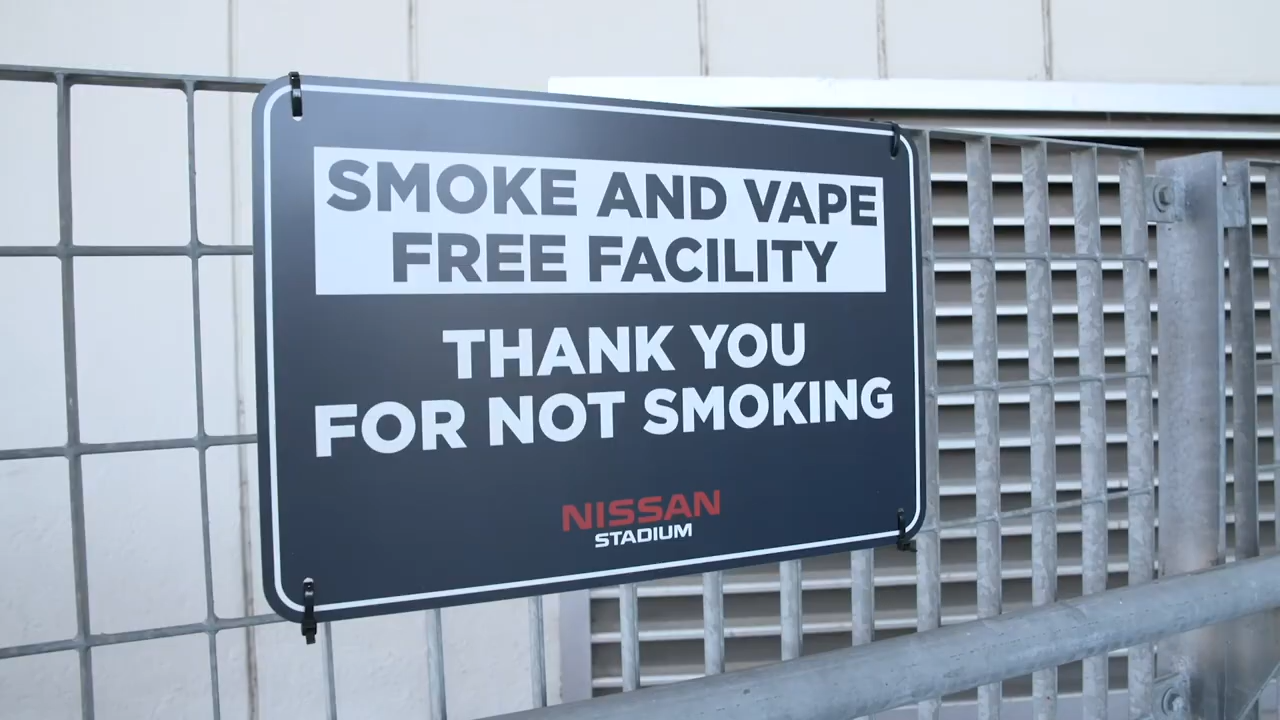 SMOKE AND VAPE
FREE FACILITY
THANK YOU
FOR NOT SMOKING
NISSAN
STADIUM